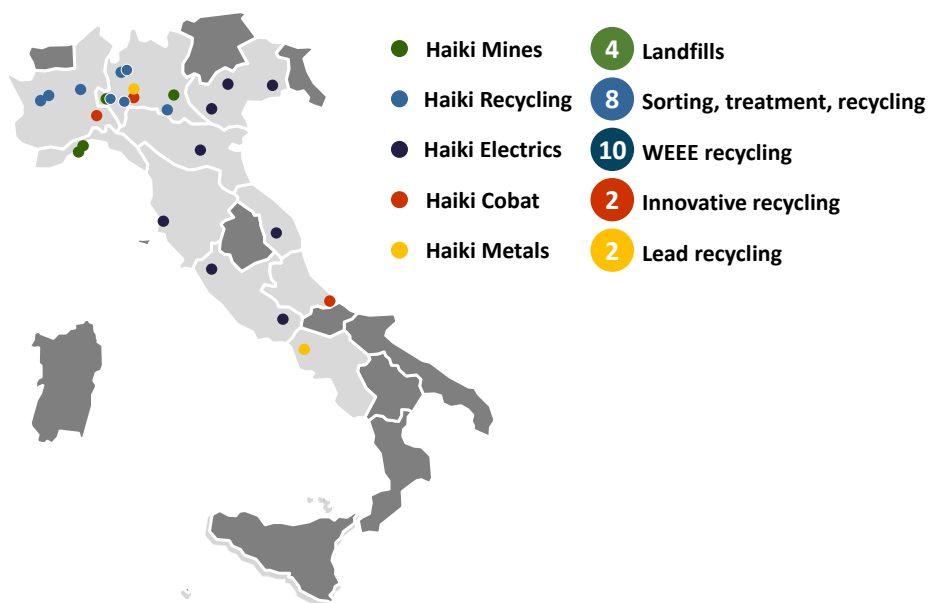 Haiki Mines
4 Landfills
Haiki Recycling
8 Sorting, treatment, recycling
Haiki Electrics
10 WEEE recycling
Haiki Cobat
2 Innovative recycling
Haiki Metals
2 Lead recycling